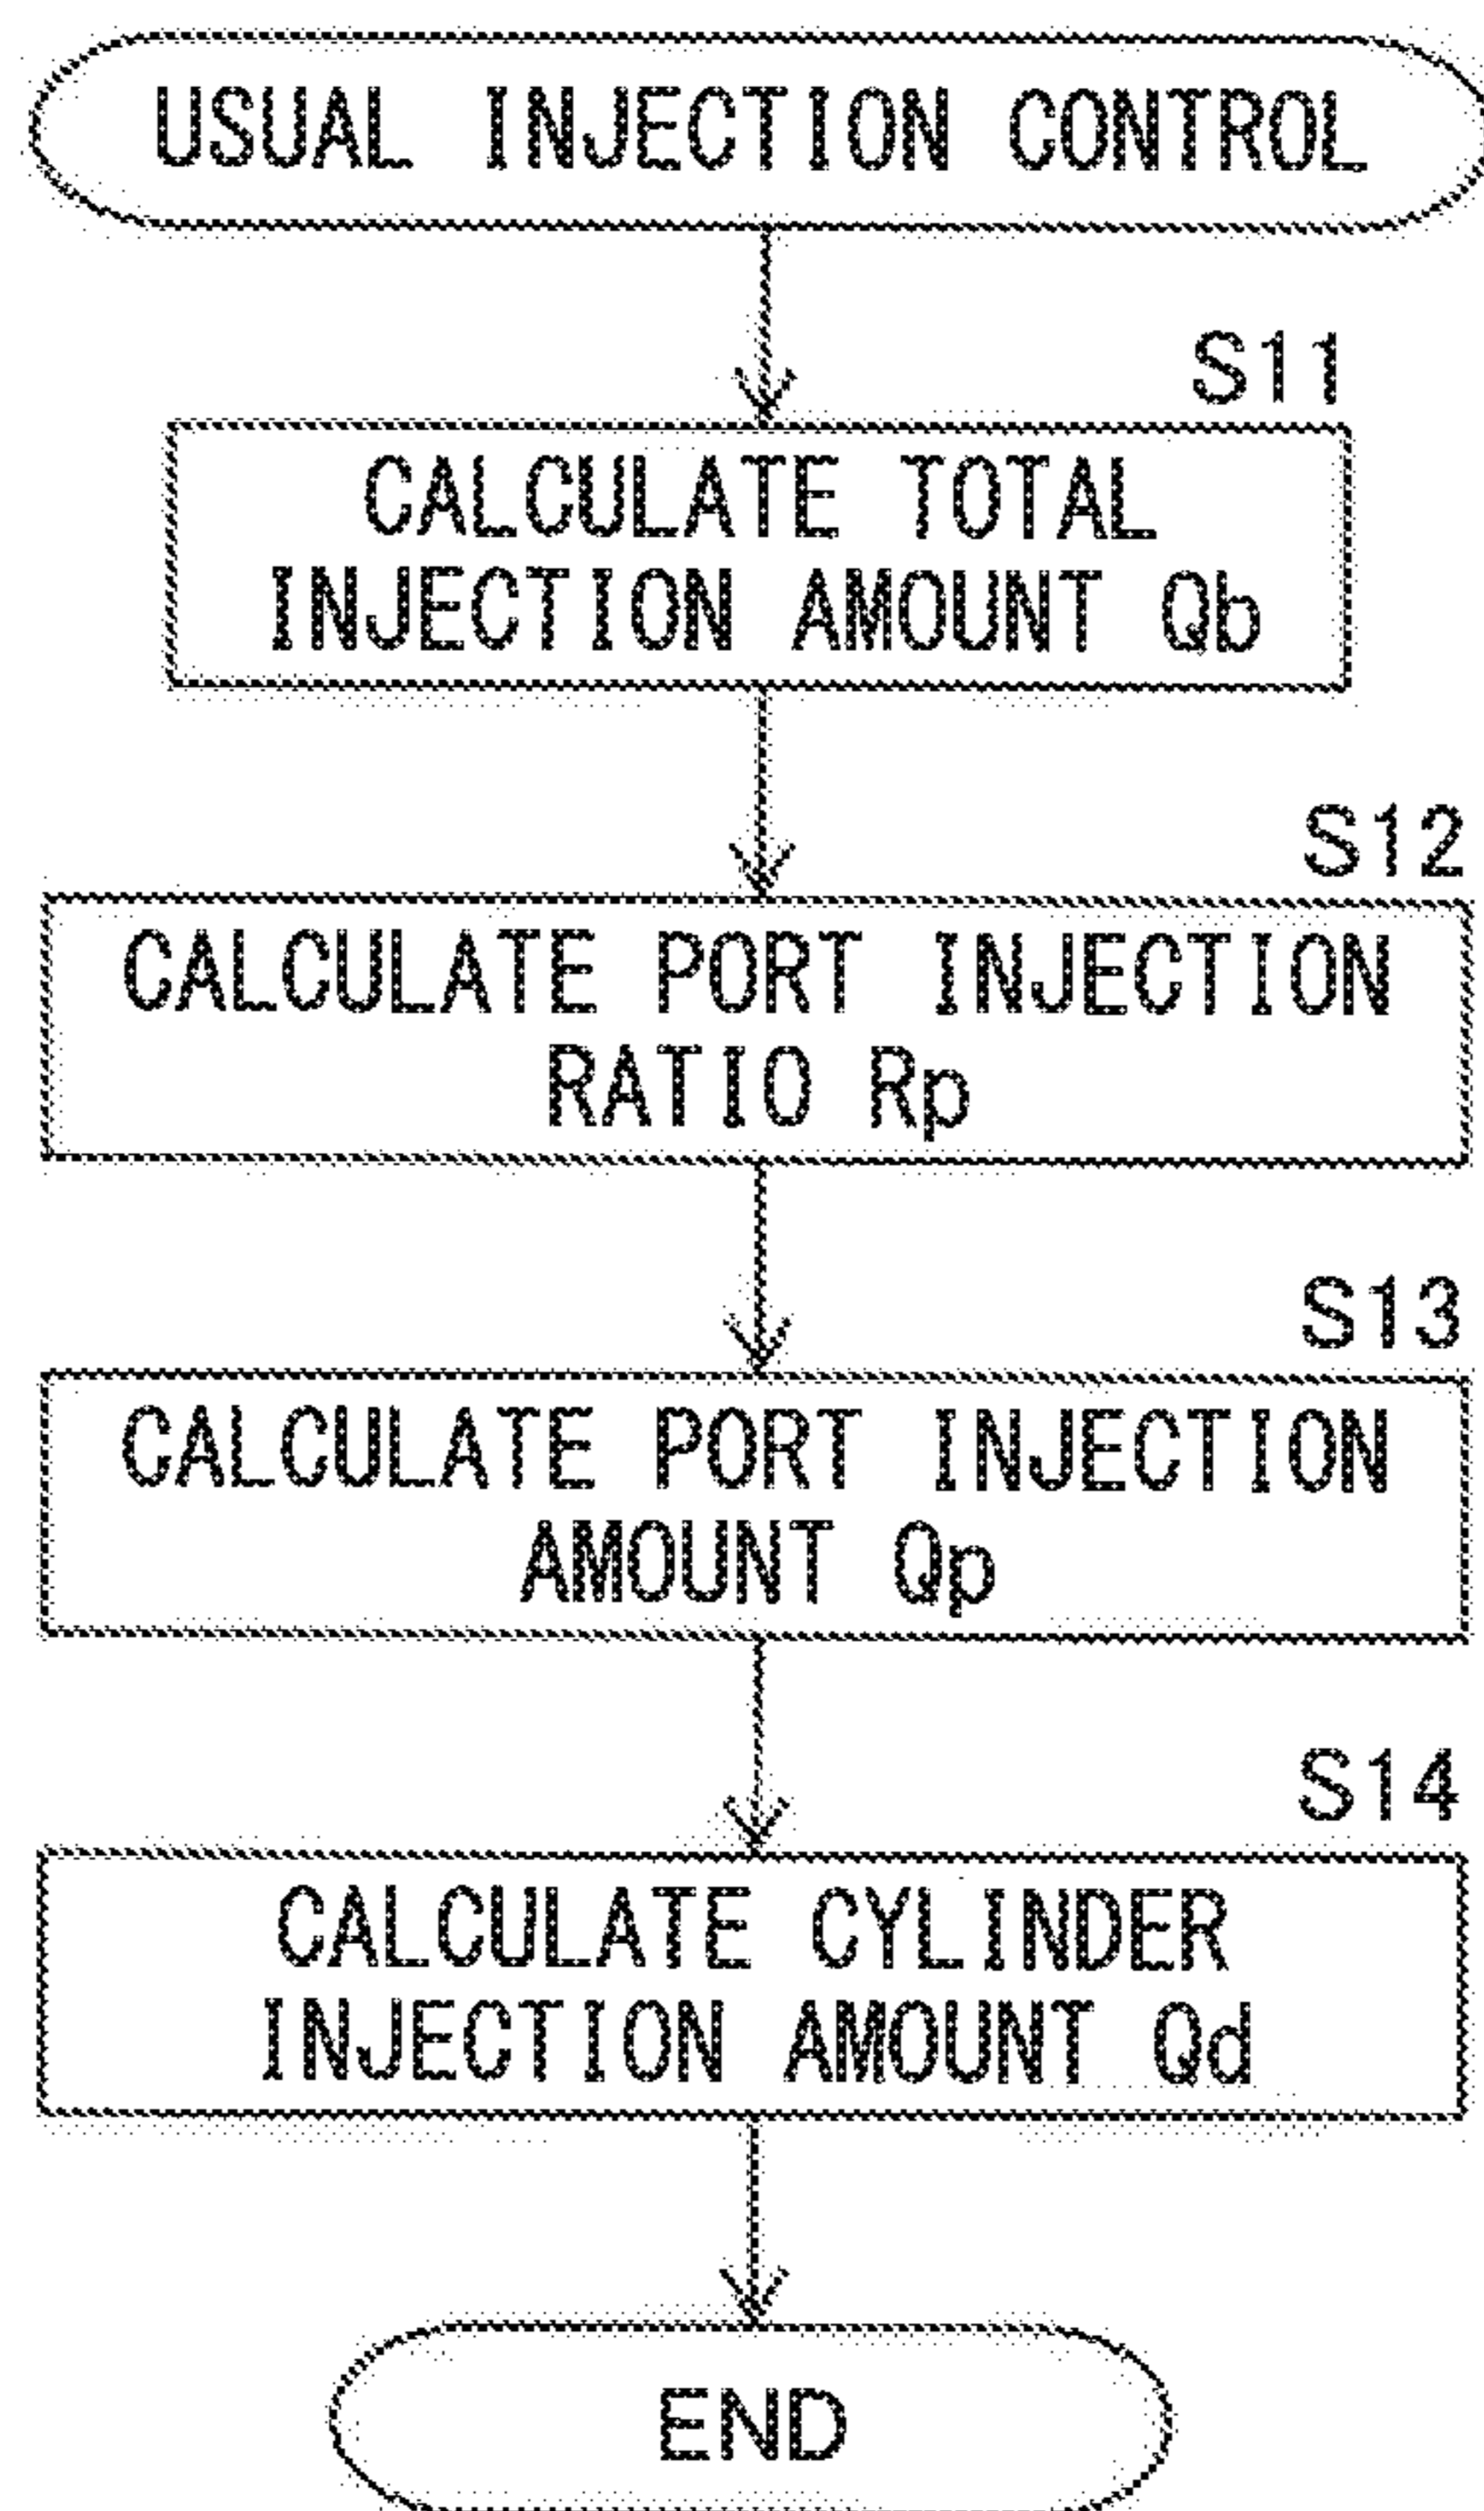 USUAL INJECTION CONTROL
S11
CALCULATE TOTAL
INJECTION AMOUNT Qb
S12
CALCULATE PORT INJECTION
RATIO Rp
S13
CALCULATE PORT INJECTION
AMOUNT Qp
S14
CALCULATE CYLINDER
INJECTION AMOUNT Qd
END